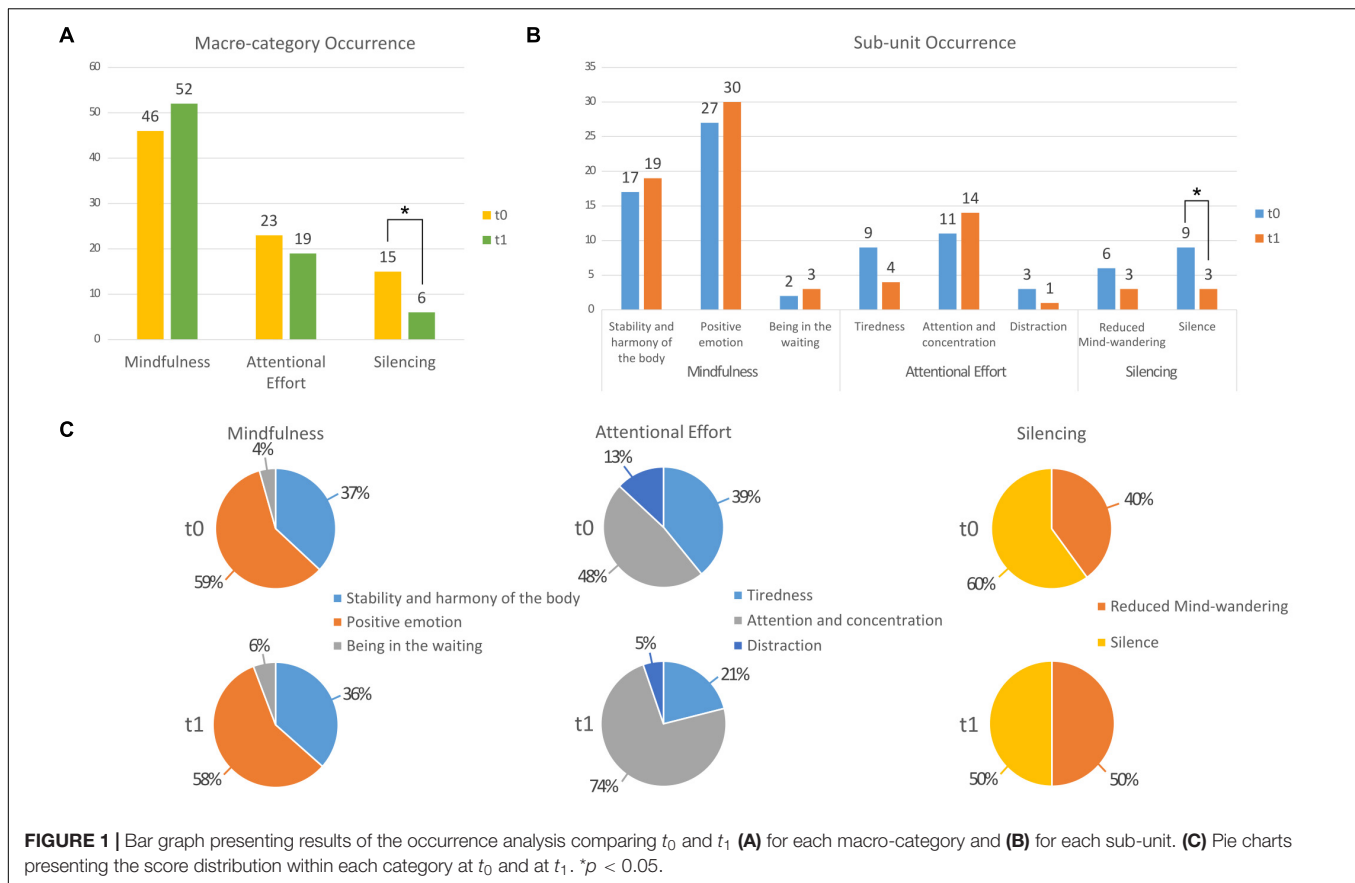 A
Macro-category Occurrence
60
50
40
30
20
10
0
46
52
23
19
15
6
*
Mindfulness
Attentional
Effort
Silencing
t0
t1
B
Sub-unit Occurrence
35
30
25
20
15
10
5
0
17
19
27
30
2
3
9
4
11
14
3
1
6
3
9
3
*
Stability and
harmony of
the body
Positive
emotion
Being in the
waiting
Tiredness
Attention and
concentration
Distraction
Reduced
Mind-wandering
Silence
Mindfulness
Attentional Effort
Silencing
t0
t1
C
Mindfulness
t0
4%
37%
59%
Stability and harmony of the body
Positive emotion
Being in the waiting
t1
6%
36%
58%
Attentional Effort
t0
13%
39%
48%
Tiredness
Attention and concentration
Distraction
t1
5%
21%
74%
Silencing
t0
40%
60%
Reduced Mind-wandering
Silence
t1
50%
50%
FIGURE 1 | Bar graph presenting results of the occurrence analysis comparing t0 and t1 (A) for each macro-category and (B) for each sub-unit. (C) Pie charts
presenting the score distribution within each category at t0 and at t1. *p < 0.05.